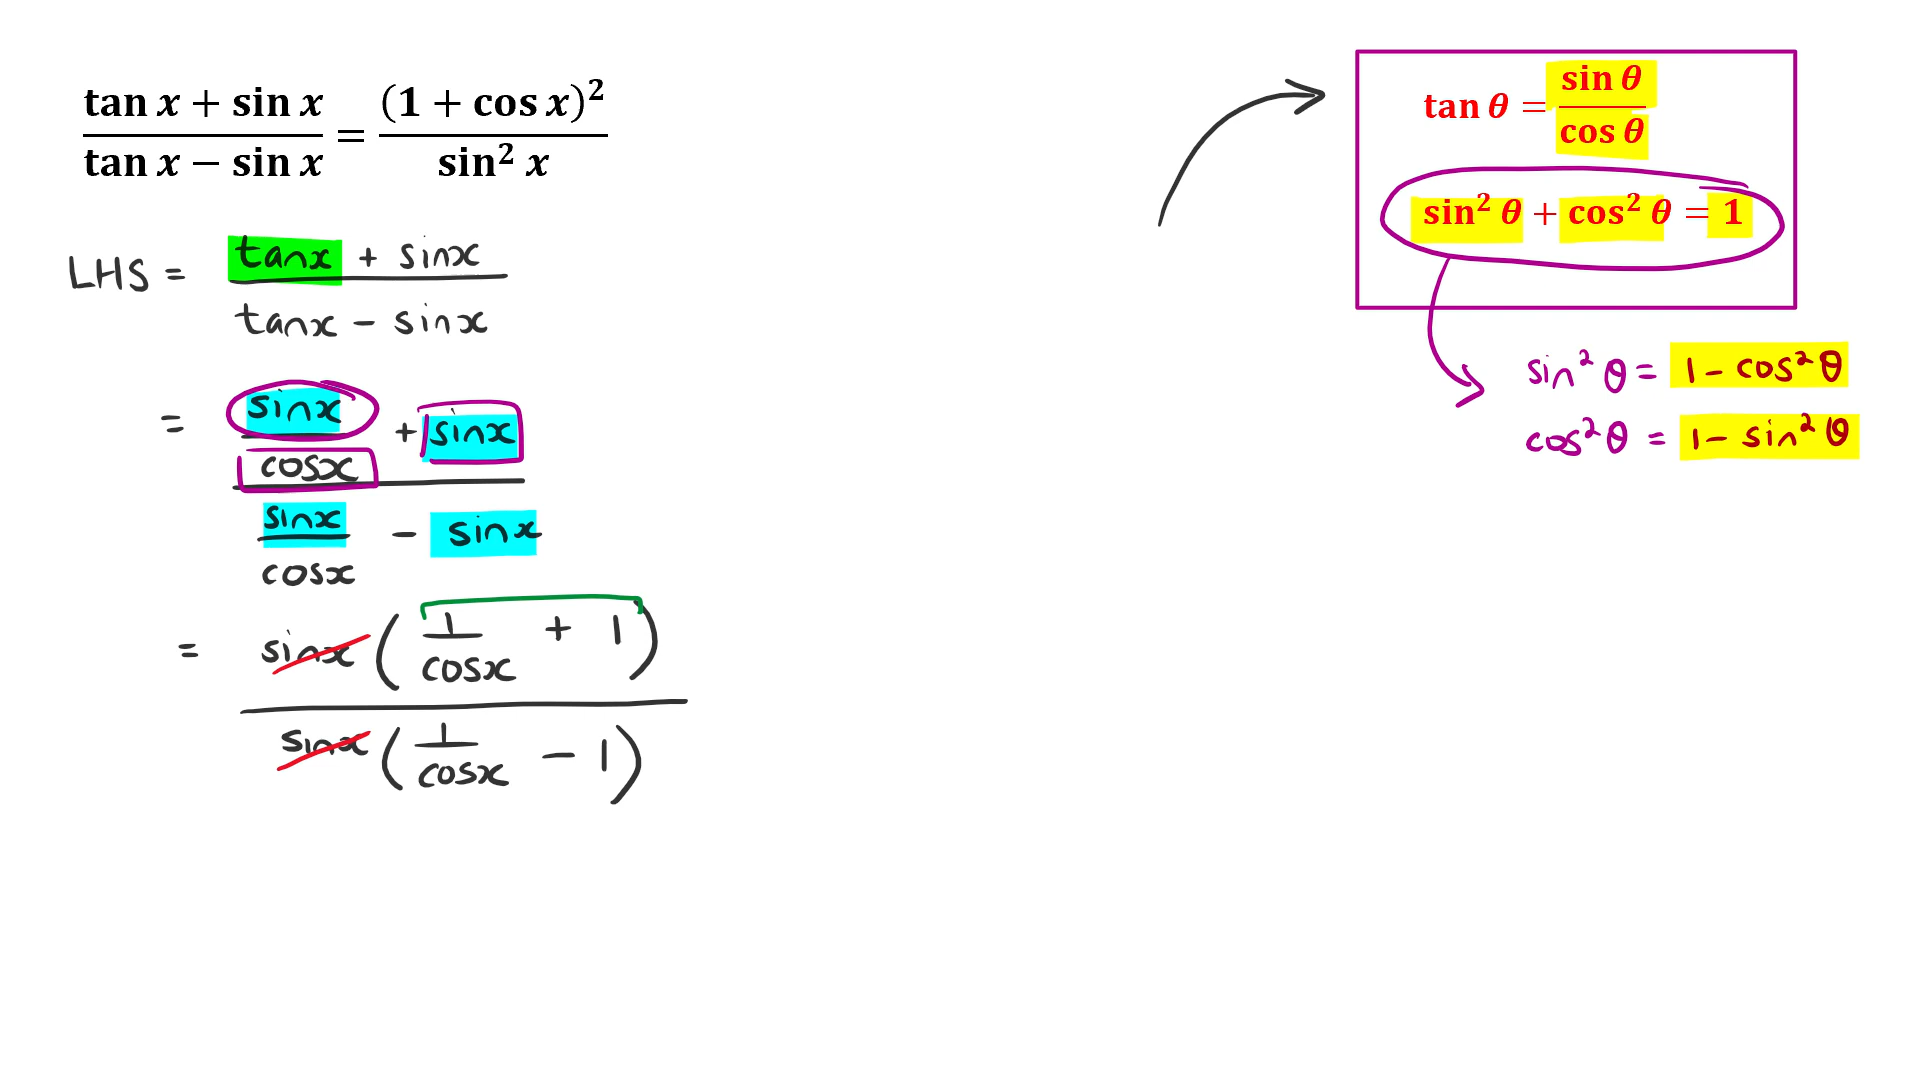 tan x + sin x / tan x − sin x = (1 + cos x)² / sin² x
LHS = tanx + sinx / tanx − sinx
= sinx / cosx + sinx / sinx / cosx − sinx
= sinx ( 1 / cosx + 1 ) / sinx ( 1 / cosx − 1 )
tan θ = sin θ / cos θ
sin² θ + cos² θ = 1
sin² θ = 1 − cos² θ
cos² θ = 1 − sin² θ